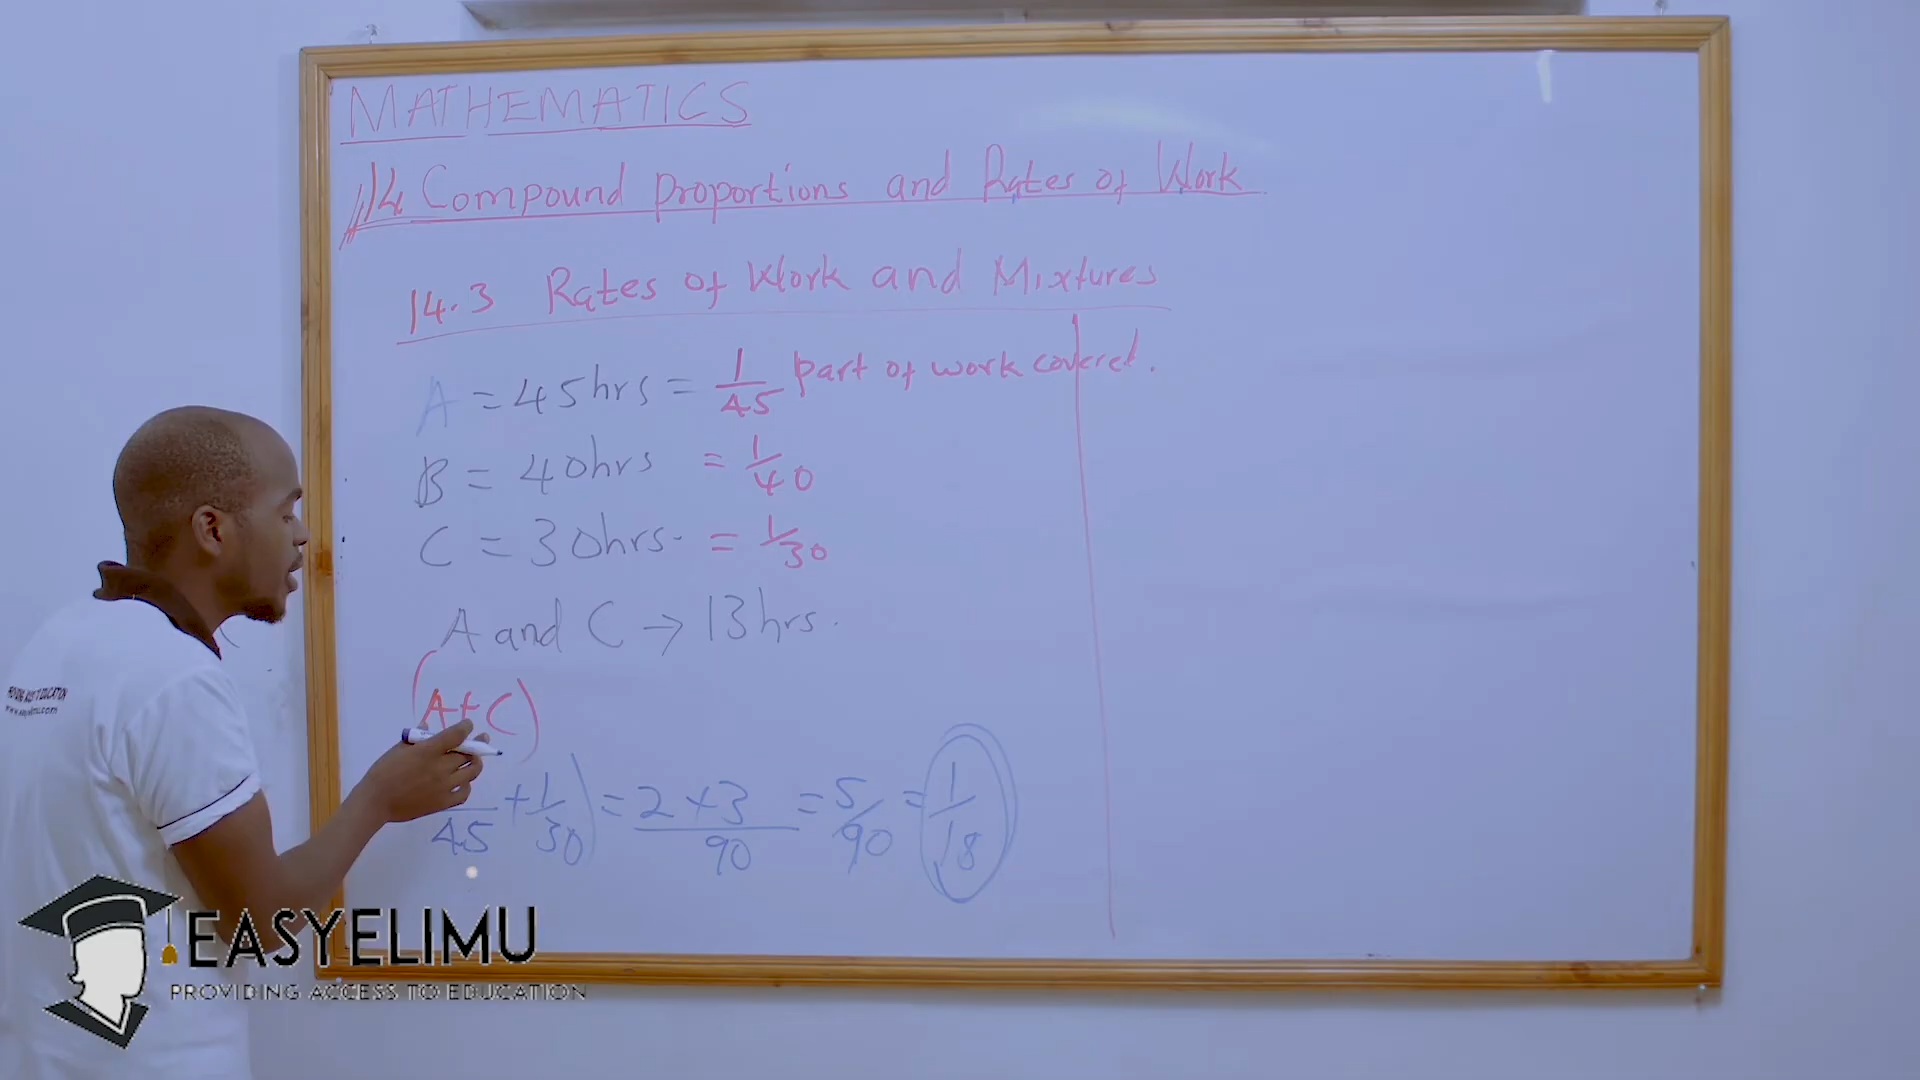 MATHEMATICS
14 Compound proportions and Rates of Work
14.3 Rates of Work and Mixtures
A = 45hrs = 1/45 part of work covered.
B = 40hrs = 1/40
C = 30hrs = 1/30
A and C → 13hrs.
(A+C)
45 + 1/30) = 2+3/90 = 5/90 = 1/18
EASYELIMU
PROVIDING ACCESS TO EDUCATION